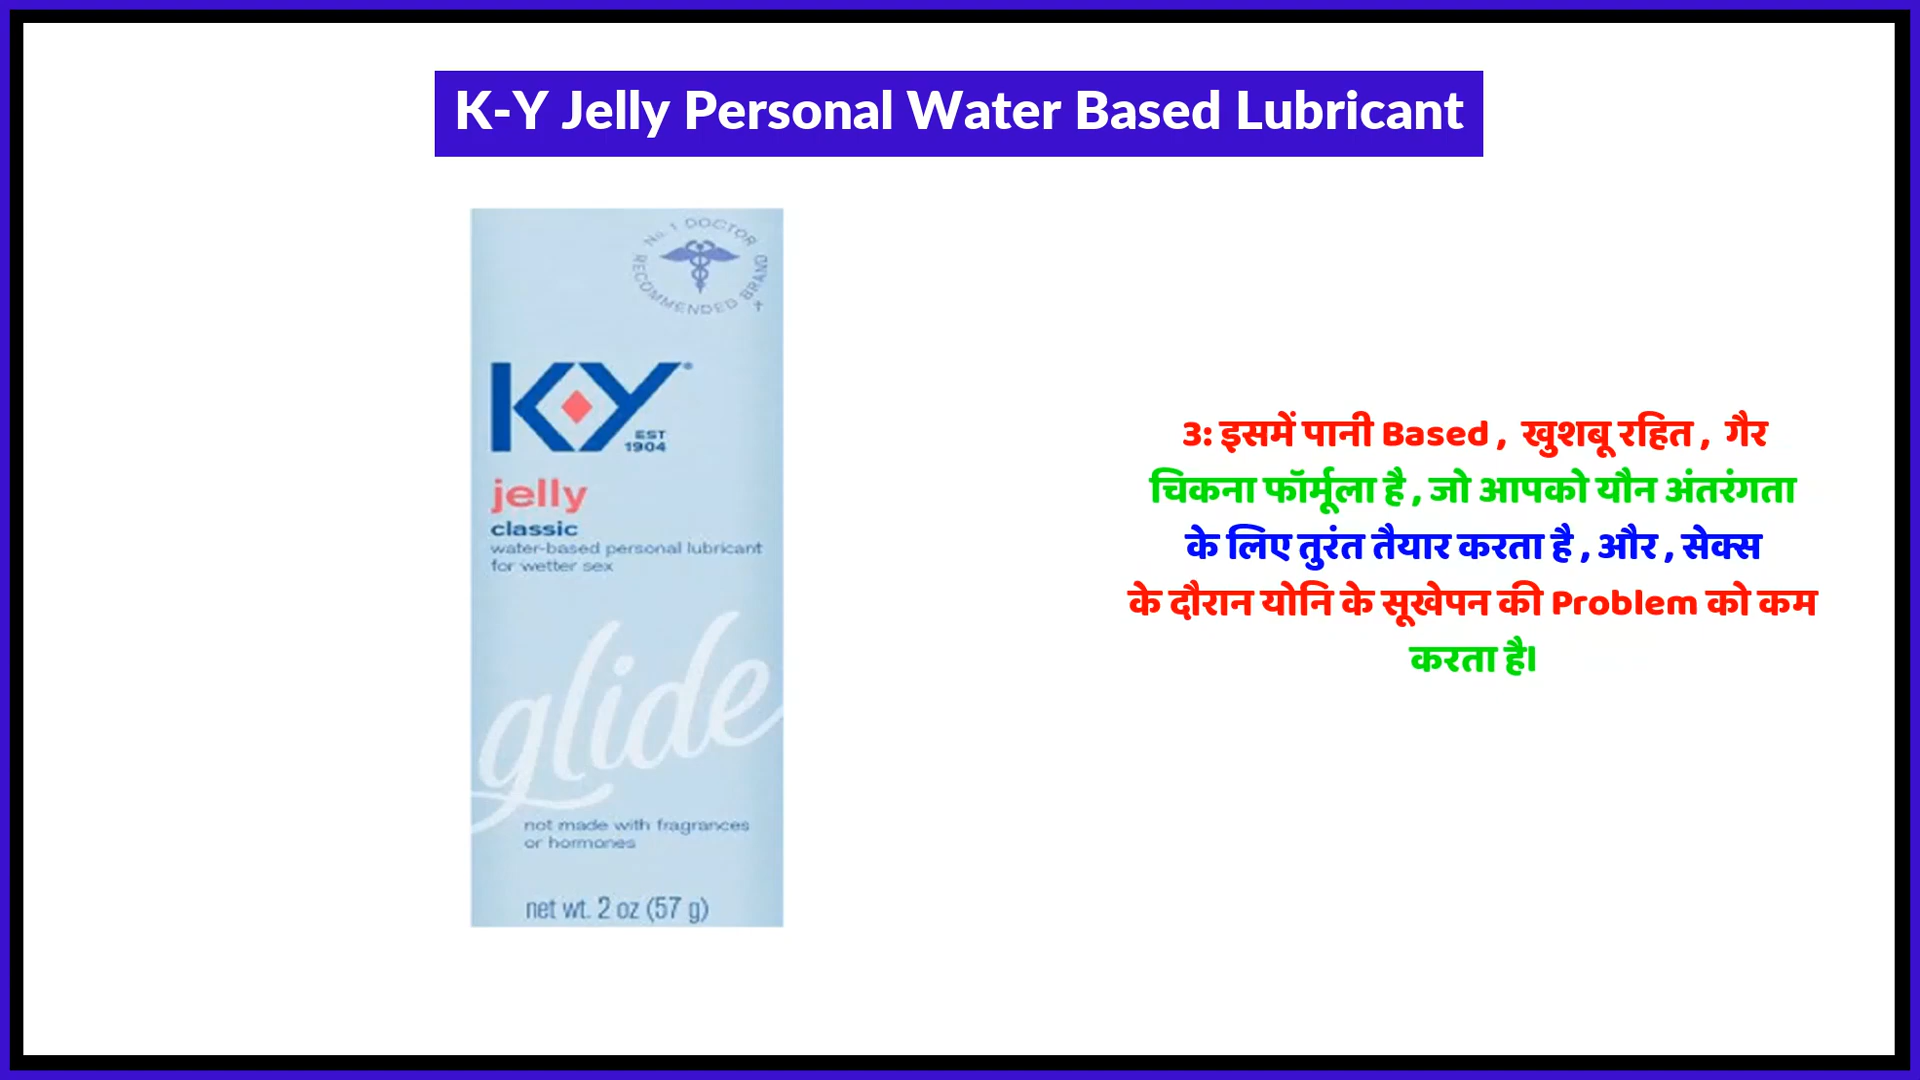 K-Y Jelly Personal Water Based Lubricant
No. 1 DOCTOR
RECOMMENDED BRAND
KY
EST
1904
jelly
classic
water-based personal lubricant
for wetter sex
glide
not made with fragrances
or hormones
net wt. 2 oz (57 g)
3: इसमें पानी Based , खुशबू रहित , गैर
चिकना फॉर्मूला है , जो आपको यौन अंतरंगता
के लिए तुरंत तैयार करता है , और , सेक्स
के दौरान योनि के सूखेपन की Problem को कम
करता है।